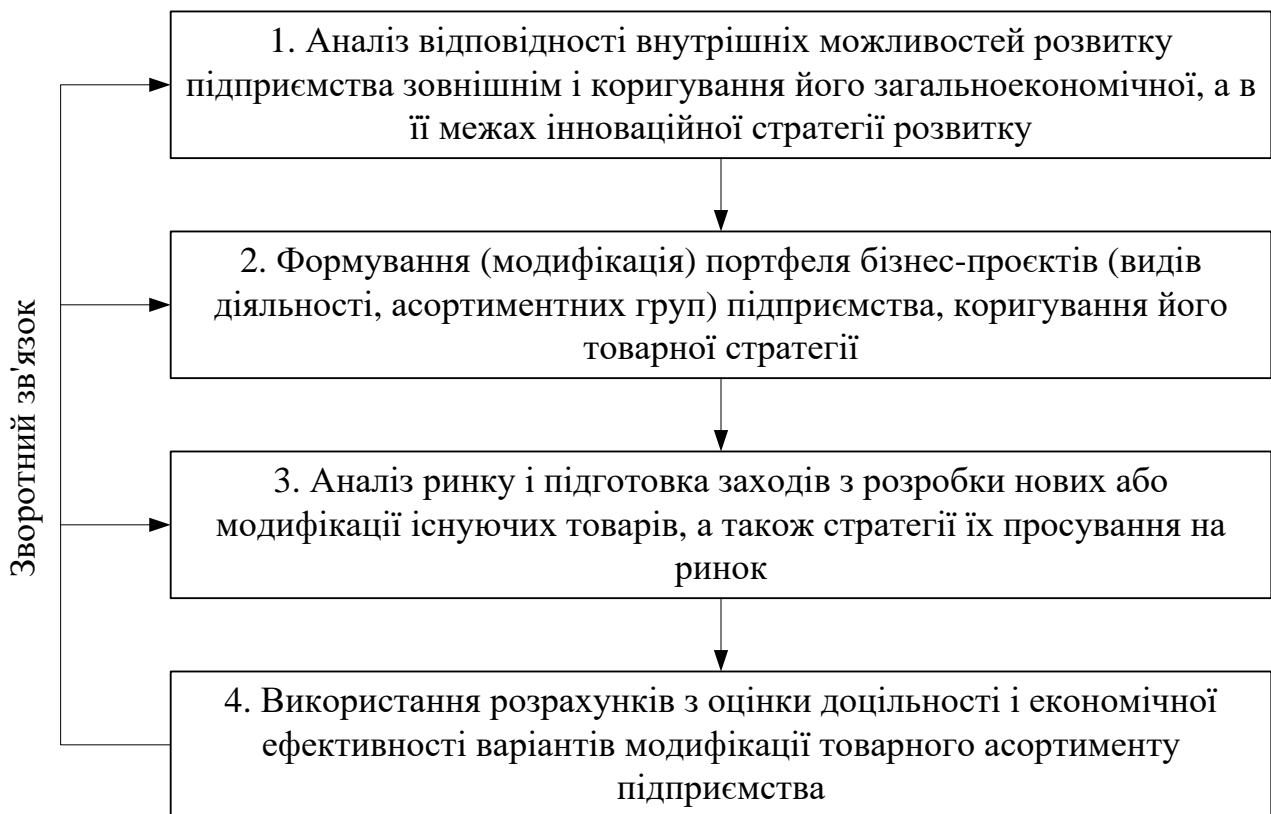 1. Аналіз відповідності внутрішніх можливостей розвитку
підприємства зовнішнім і коригування його загальноекономічної, а в
її межах інноваційної стратегії розвитку
2. Формування (модифікація) портфеля бізнес-проєктів (видів
діяльності, асортиментних груп) підприємства, коригування його
товарної стратегії
3. Аналіз ринку і підготовка заходів з розробки нових або
модифікації існуючих товарів, а також стратегії їх просування на
ринок
4. Використання розрахунків з оцінки доцільності і економічної
ефективності варіантів модифікації товарного асортименту
підприємства
Зворотний зв'язок